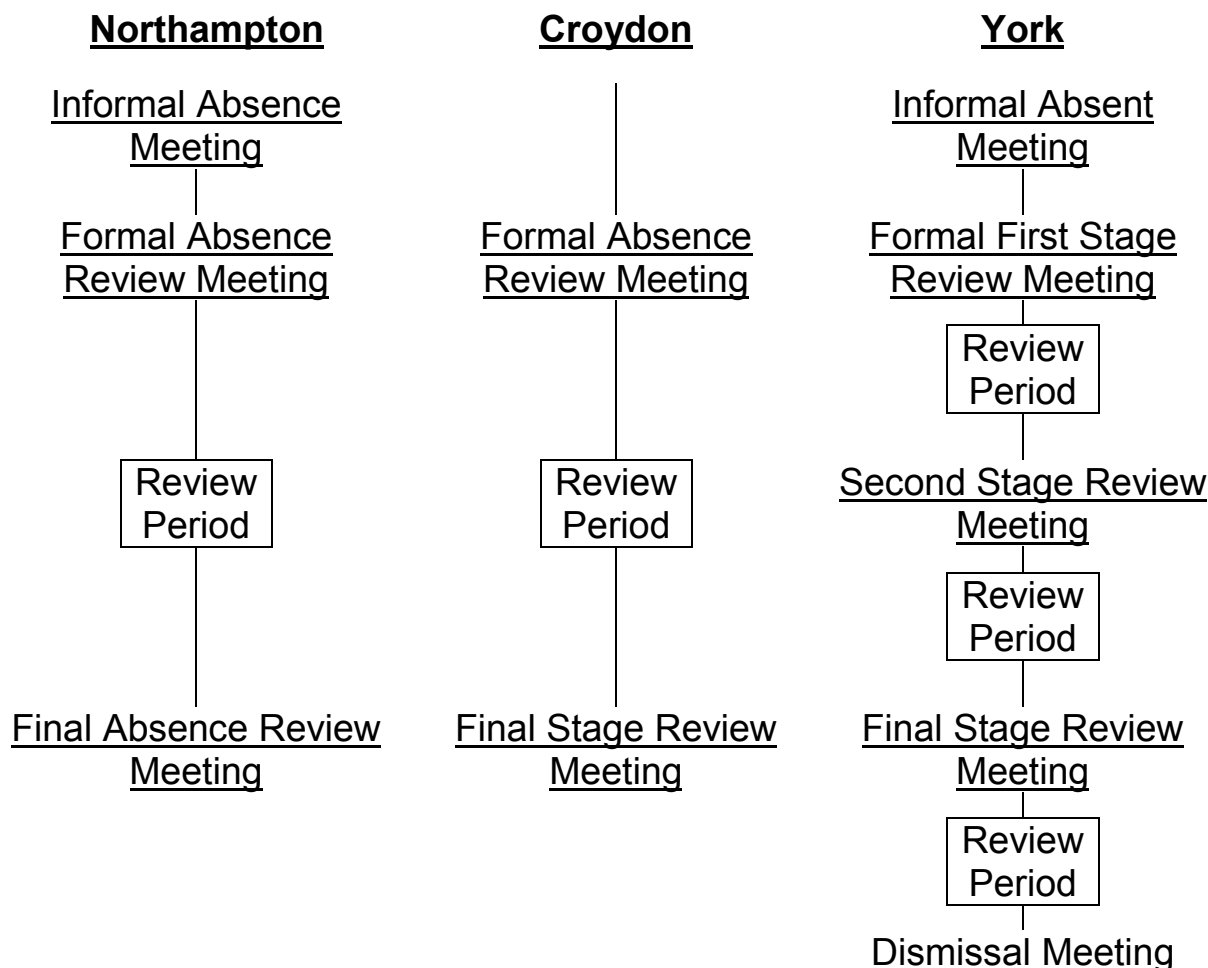 Northampton
Informal Absence
Meeting
Formal Absence
Review Meeting
Review
Period
Final Absence Review
Meeting
Croydon
Formal Absence
Review Meeting
Review
Period
Final Stage Review
Meeting
York
Informal Absent
Meeting
Formal First Stage
Review Meeting
Review
Period
Second Stage Review
Meeting
Review
Period
Final Stage Review
Meeting
Review
Period
Dismissal Meeting